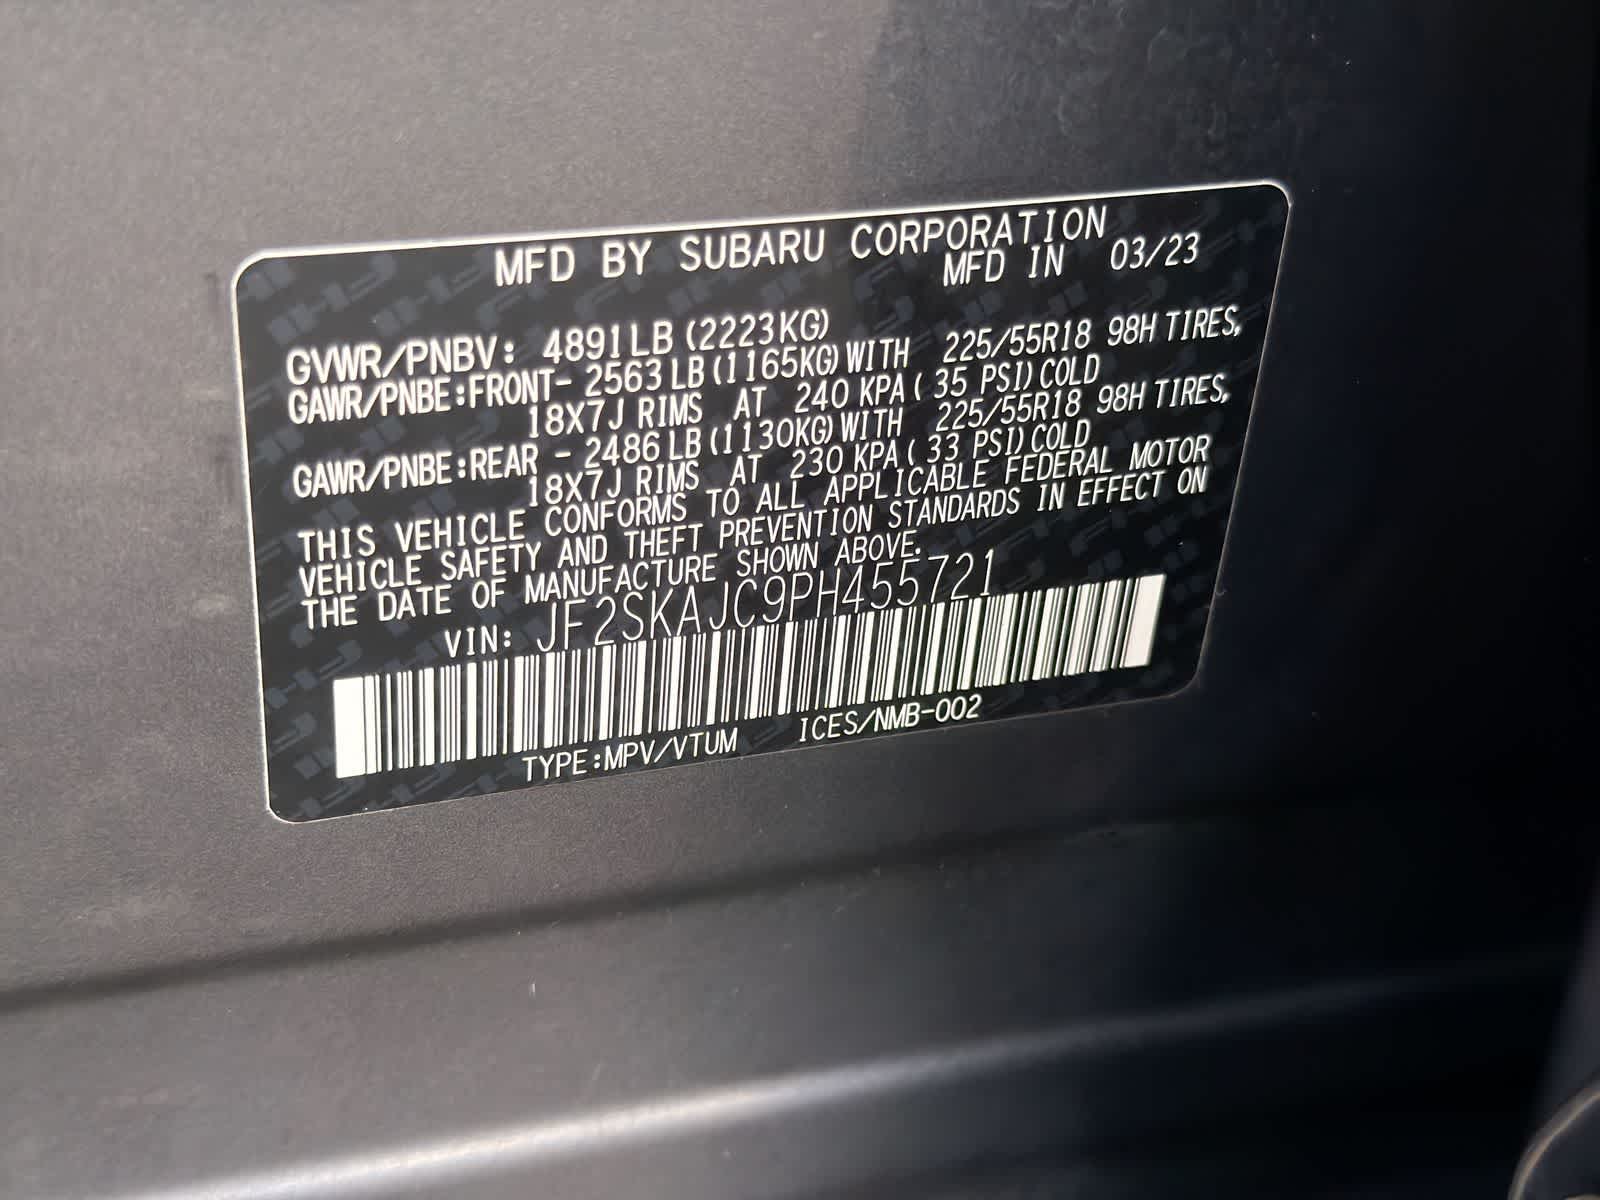 MFD BY SUBARU CORPORATION
MFD IN 03/23
GVWR/PNBV: 4891LB (2223KG)
GAWR/PNBE:FRONT- 2563LB(1165KG)WITH 225/55R18 98H TIRES,
18X7J RIMS AT 240 KPA( 35 PSI)COLD
GAWR/PNBE:REAR - 2486LB(1130KG)WITH 225/55R18 98H TIRES,
18X7J RIMS AT 230 KPA( 33 PSI)COLD
THIS VEHICLE CONFORMS TO ALL APPLICABLE FEDERAL MOTOR
VEHICLE SAFETY AND THEFT PREVENTION STANDARDS IN EFFECT ON
THE DATE OF MANUFACTURE SHOWN ABOVE.
VIN: JF2SKAJC9PH455721
TYPE:MPV/VTUM ICES/NMB-002